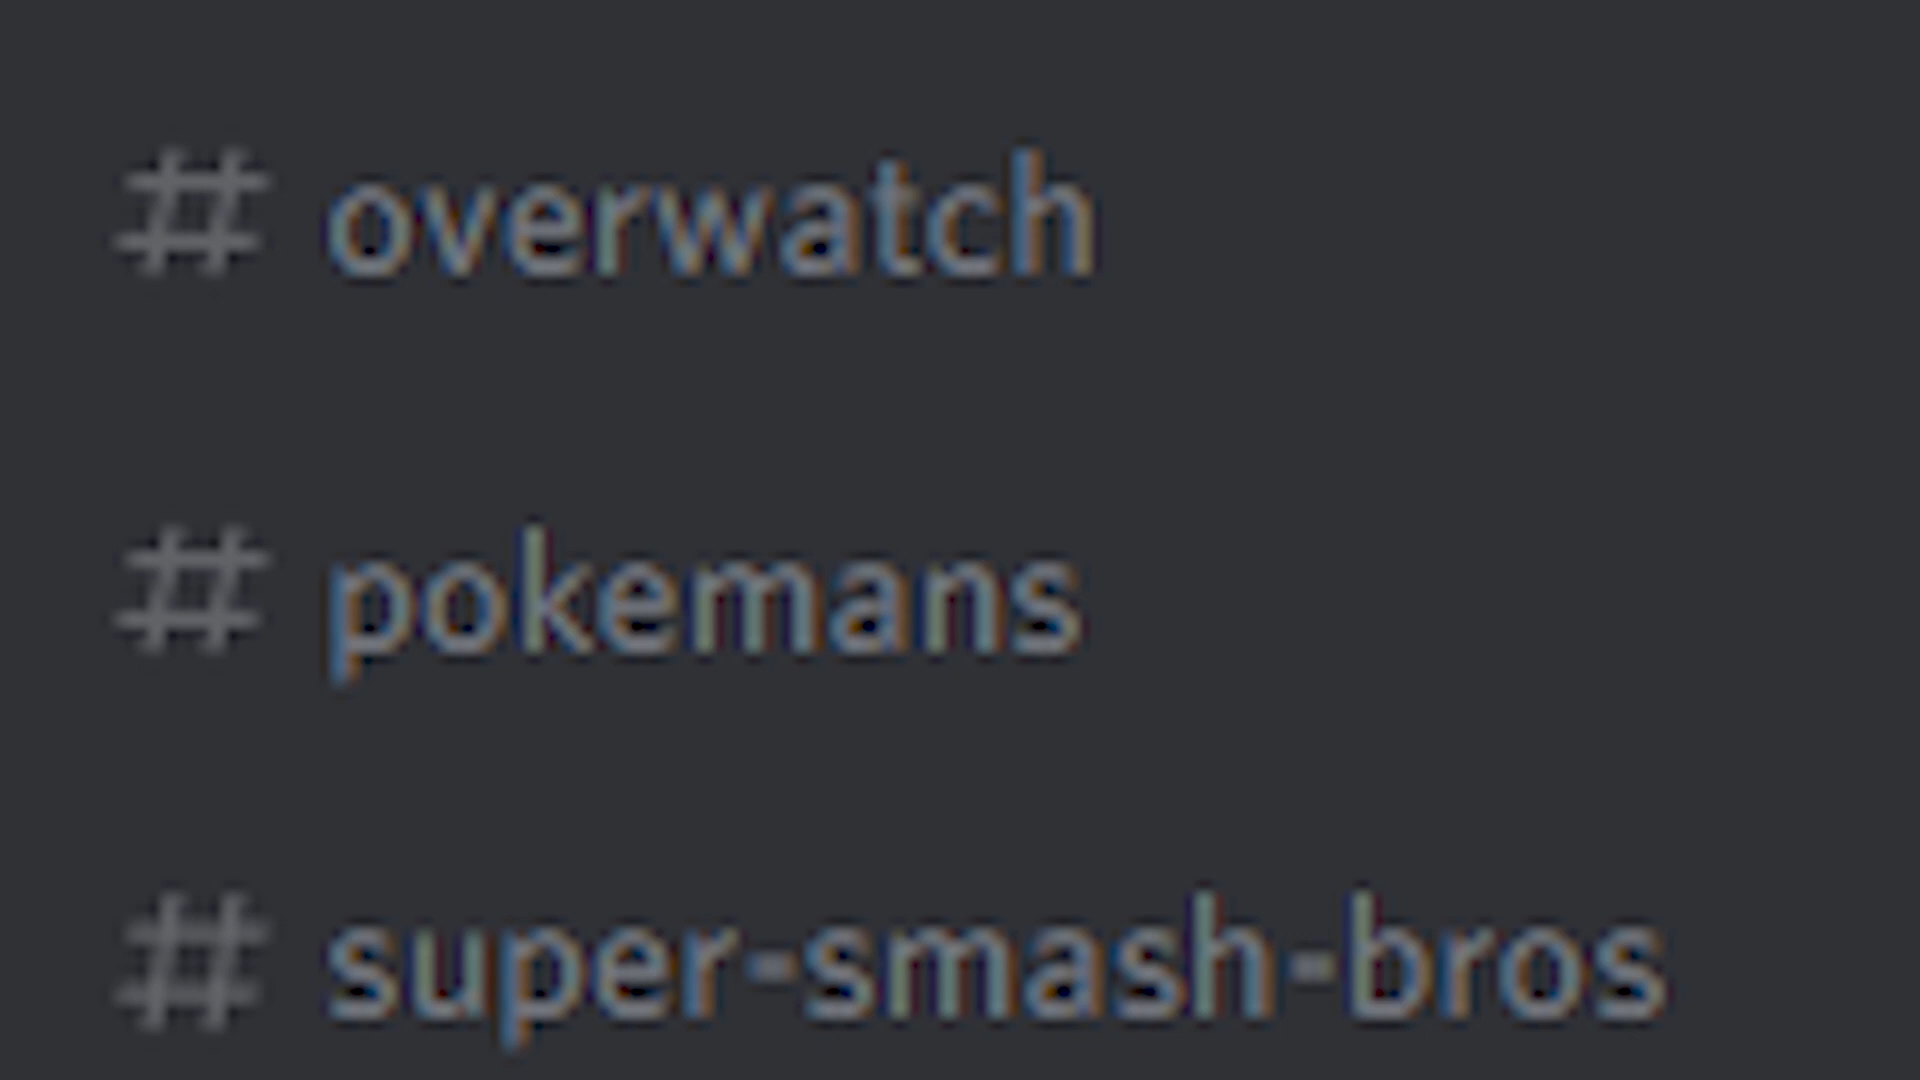 # overwatch
# pokemans
# super-smash-bros